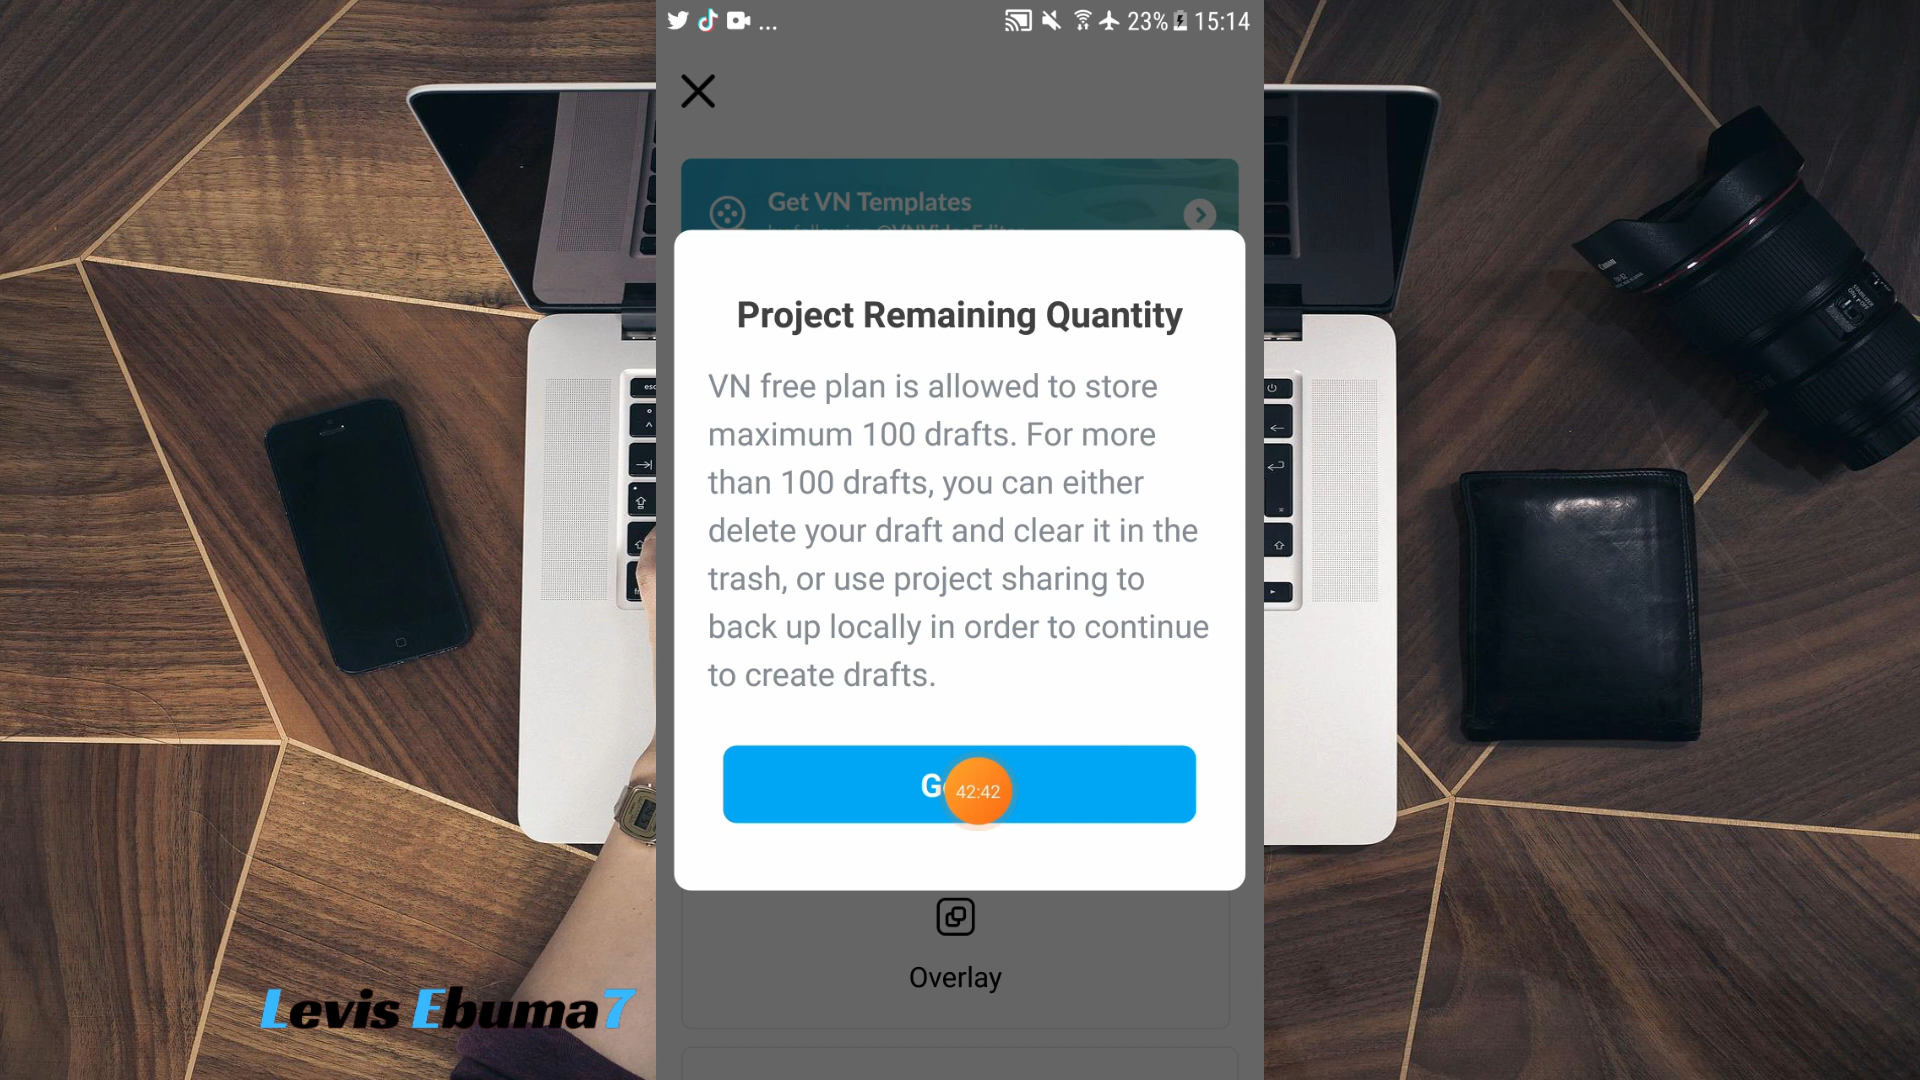 ... 23% 15:14
Get VN Templates
Project Remaining Quantity
VN free plan is allowed to store
maximum 100 drafts. For more
than 100 drafts, you can either
delete your draft and clear it in the
trash, or use project sharing to
back up locally in order to continue
to create drafts.
42:42
Overlay
esc
Canon
Levis Ebuma7